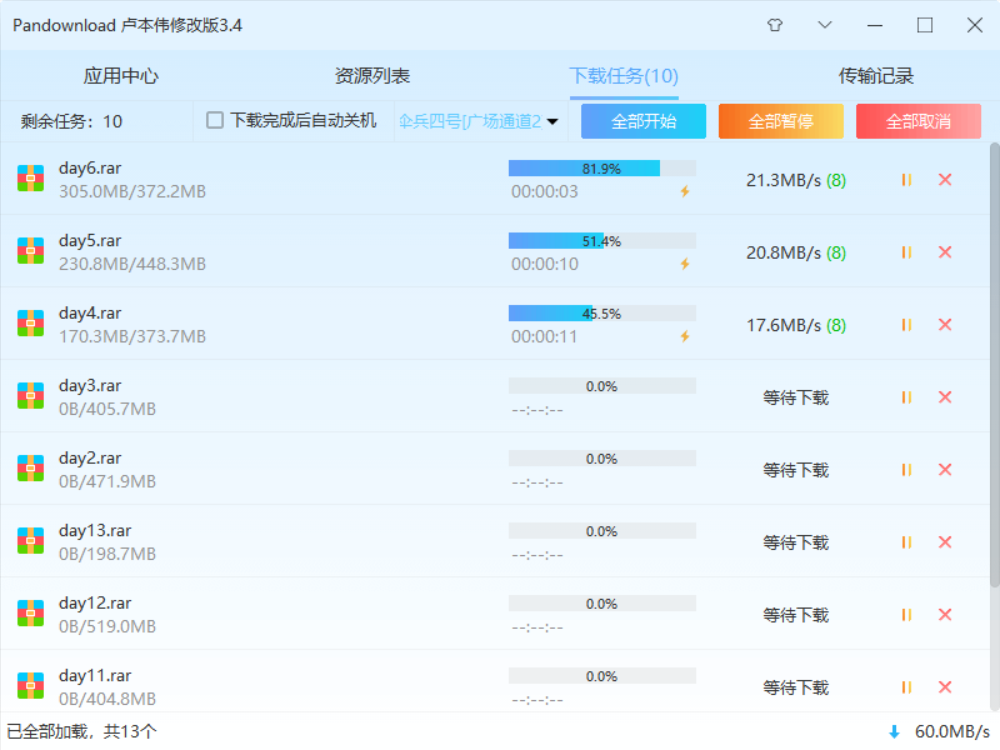 Pandownload 卢本伟修改版3.4
应用中心 资源列表 下载任务(10) 传输记录
剩余任务：10 下载完成后自动关机 伞兵四号[广场通道2 全部开始 全部暂停 全部取消
day6.rar 81.9% 21.3MB/s (8)
305.0MB/372.2MB 00:00:03
day5.rar 51.4% 20.8MB/s (8)
230.8MB/448.3MB 00:00:10
day4.rar 45.5% 17.6MB/s (8)
170.3MB/373.7MB 00:00:11
day3.rar 0.0% 等待下载
0B/405.7MB --:--:--
day2.rar 0.0% 等待下载
0B/471.9MB --:--:--
day13.rar 0.0% 等待下载
0B/198.7MB --:--:--
day12.rar 0.0% 等待下载
0B/519.0MB --:--:--
day11.rar 0.0% 等待下载
0B/404.8MB --:--:--
已全部加载，共13个 60.0MB/s